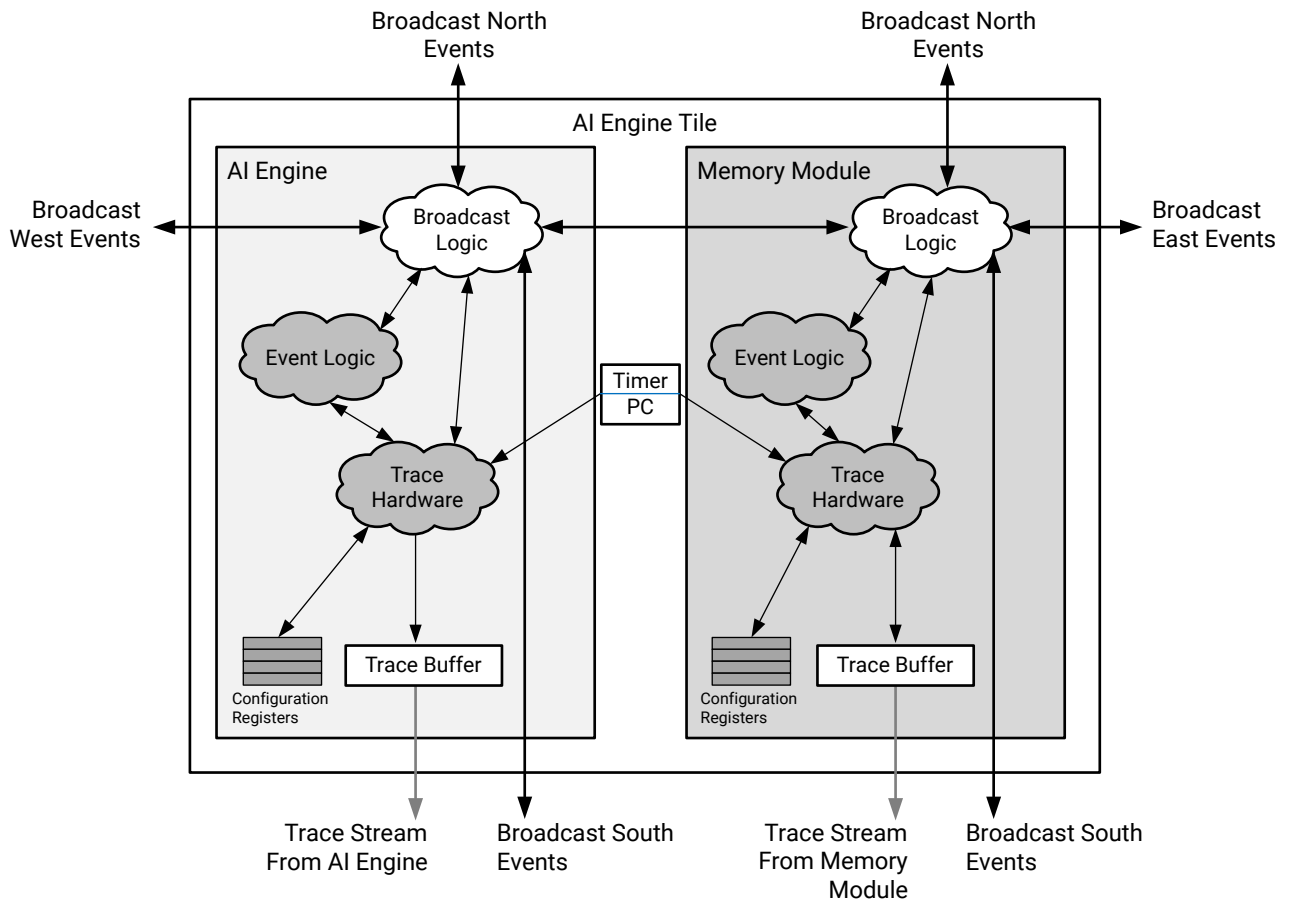 Broadcast North
Events
Broadcast North
Events
AI Engine Tile
AI Engine
Memory Module
Broadcast
West Events
Broadcast
Logic
Broadcast
Logic
Broadcast
East Events
Event Logic
Event Logic
Timer
PC
Trace
Hardware
Trace
Hardware
Trace Buffer
Trace Buffer
Configuration
Registers
Configuration
Registers
Trace Stream
From AI Engine
Broadcast South
Events
Trace Stream
From Memory
Module
Broadcast South
Events